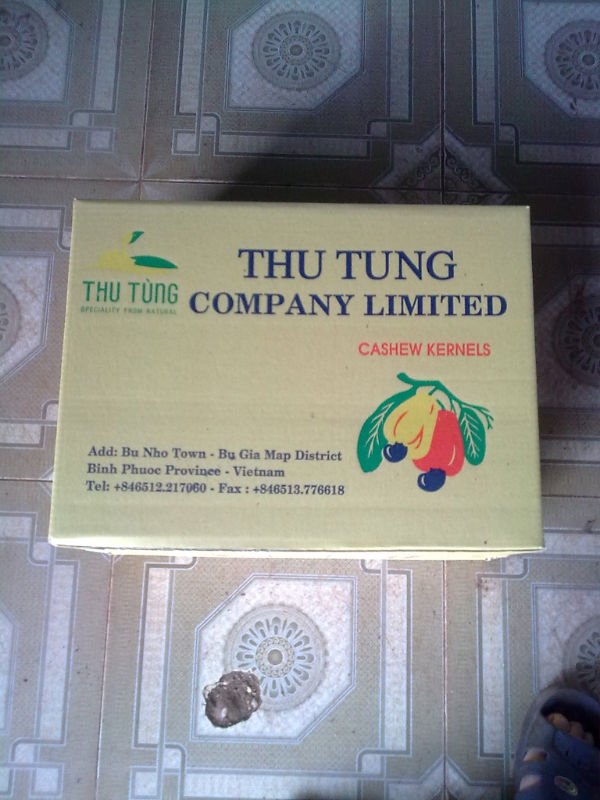 THU TÙNG
SPECIALITY FROM NATURAL
THU TUNG
COMPANY LIMITED
CASHEW KERNELS
Add: Bu Nho Town - Bu Gia Map District
Binh Phuoc Province - Vietnam
Tel: +846512.217060 - Fax : +846513.776618